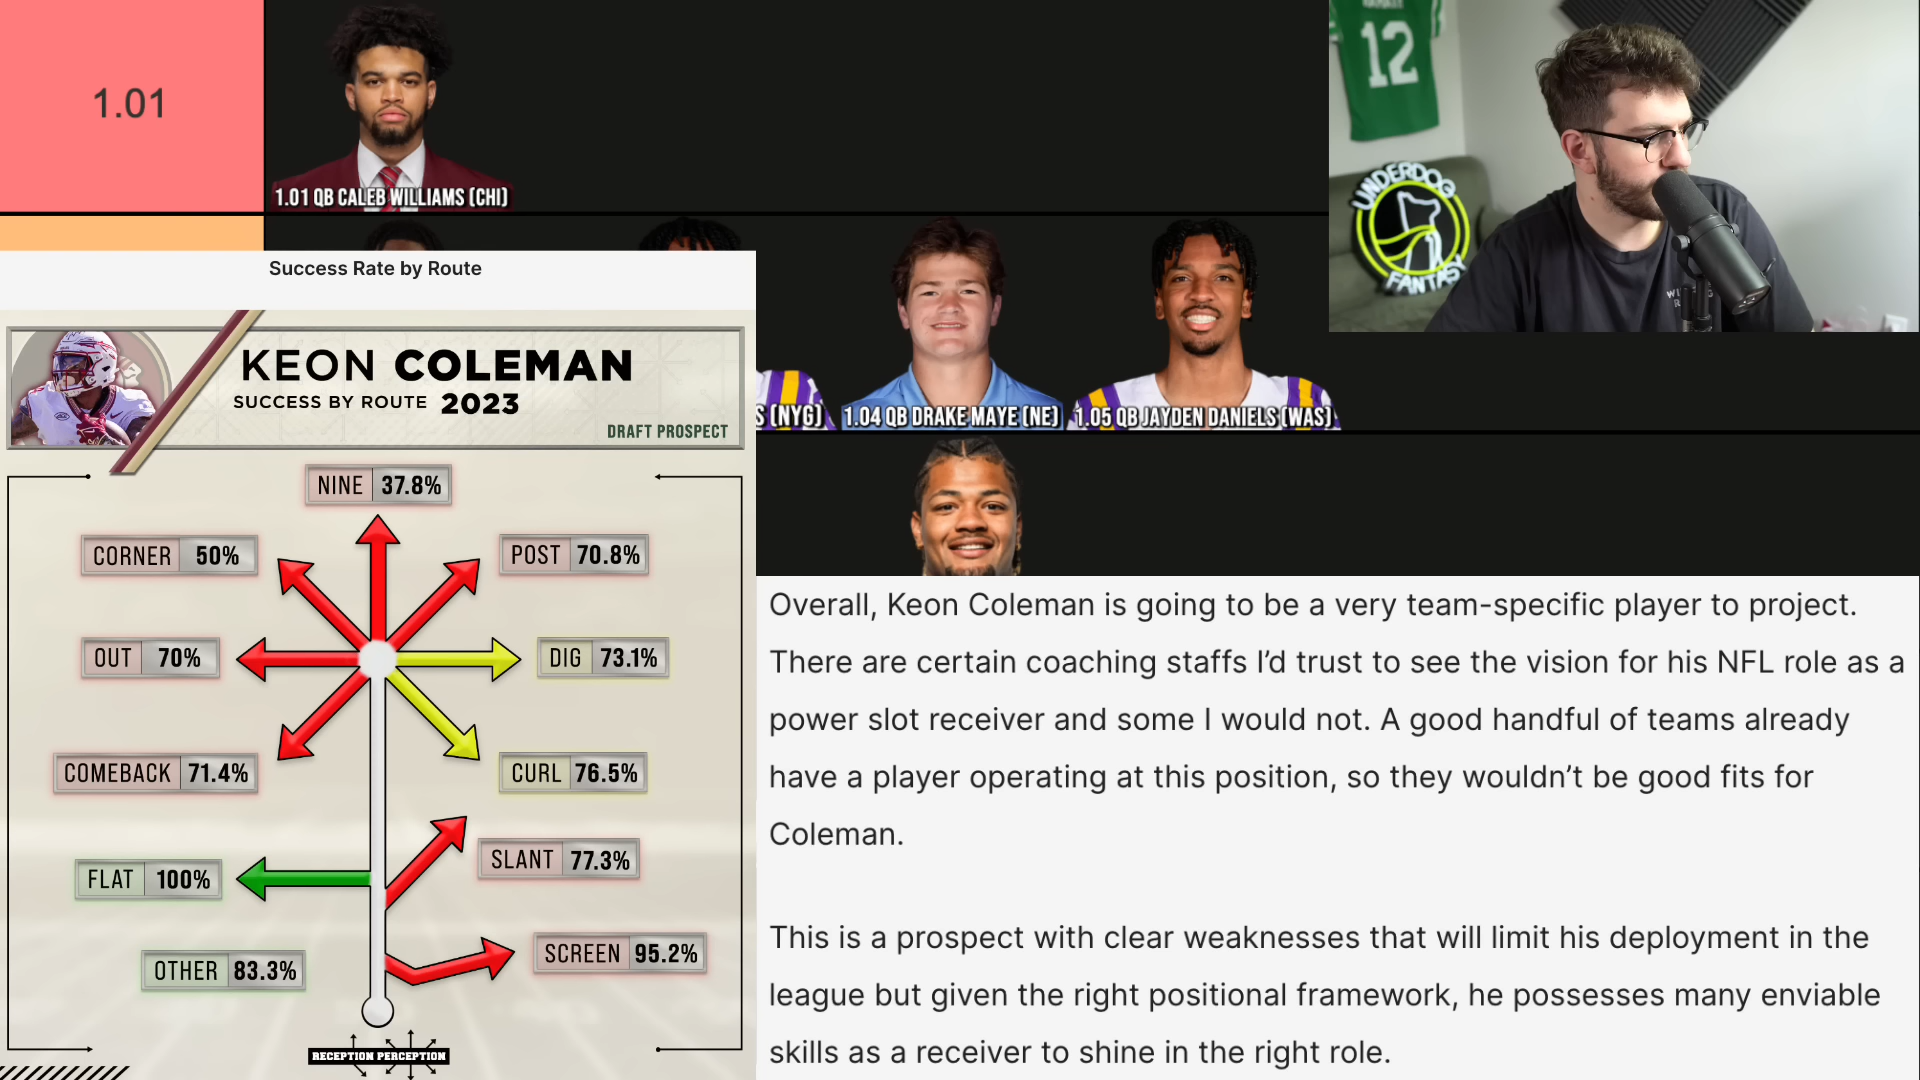 1.01
1.01 QB CALEB WILLIAMS (CHI)
12
UNDERDOG
FANTASY
S (NYG)
1.04 QB DRAKE MAYE (NE)
1.05 QB JAYDEN DANIELS (WAS)
Success Rate by Route
KEON COLEMAN
SUCCESS BY ROUTE 2023
DRAFT PROSPECT
NINE 37.8%
CORNER 50%
POST 70.8%
OUT 70%
DIG 73.1%
COMEBACK 71.4%
CURL 76.5%
SLANT 77.3%
FLAT 100%
SCREEN 95.2%
OTHER 83.3%
RECEPTION PERCEPTION
Overall, Keon Coleman is going to be a very team-specific player to project.
There are certain coaching staffs I’d trust to see the vision for his NFL role as a
power slot receiver and some I would not. A good handful of teams already
have a player operating at this position, so they wouldn’t be good fits for
Coleman.
This is a prospect with clear weaknesses that will limit his deployment in the
league but given the right positional framework, he possesses many enviable
skills as a receiver to shine in the right role.